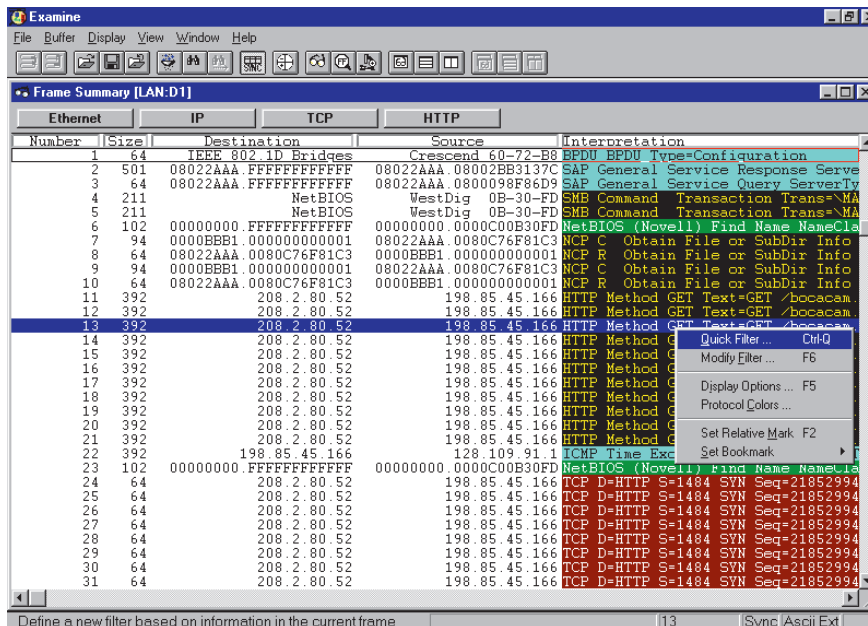 Examine
File Buffer Display View Window Help
Frame Summary [LAN:D1]
Ethernet IP TCP HTTP
Number Size Destination Source Interpretation
1 64 IEEE 802.1D Bridges Crescend 60-72-B8 BPDU BPDU Type=Configuration
2 501 08022AAA.FFFFFFFFFFFF 08022AAA.08002BB3137C SAP General Service Response Serve
3 64 08022AAA.FFFFFFFFFFFF 08022AAA.0800098F86D9 SAP General Service Query ServerTy
4 211 NetBIOS WestDig 0B-30-FD SMB Command Transaction Trans=\MA
5 211 NetBIOS WestDig 0B-30-FD SMB Command Transaction Trans=\MA
6 102 00000000.FFFFFFFFFFFF 00000000.0000C00B30FD NetBIOS (Novell) Find Name NameCla
7 94 0000BBB1.000000000001 08022AAA.0080C76F81C3 NCP C Obtain File or SubDir Info
8 64 08022AAA.0080C76F81C3 0000BBB1.000000000001 NCP R Obtain File or SubDir Info
9 94 0000BBB1.000000000001 08022AAA.0080C76F81C3 NCP C Obtain File or SubDir Info
10 64 08022AAA.0080C76F81C3 0000BBB1.000000000001 NCP R Obtain File or SubDir Info
11 392 208.2.80.52 198.85.45.166 HTTP Method GET Text=GET /bocacam.
12 392 208.2.80.52 198.85.45.166 HTTP Method GET Text=GET /bocacam.
13 392 208.2.80.52 198.85.45.166 HTTP Method GET Text=GET /bocacam.
14 392 208.2.80.52 198.85.45.166 HTTP Method G
15 392 208.2.80.52 198.85.45.166 HTTP Method G
16 392 208.2.80.52 198.85.45.166 HTTP Method G
17 392 208.2.80.52 198.85.45.166 HTTP Method G
18 392 208.2.80.52 198.85.45.166 HTTP Method G
19 392 208.2.80.52 198.85.45.166 HTTP Method G
20 392 208.2.80.52 198.85.45.166 HTTP Method G
21 392 208.2.80.52 198.85.45.166 HTTP Method G
22 392 198.85.45.166 128.109.91.1 ICMP Time Exc
23 102 00000000.FFFFFFFFFFFF 00000000.0000C00B30FD NetBIOS (Novell) Find Name NameCla
24 64 208.2.80.52 198.85.45.166 TCP D=HTTP S=1484 SYN Seq=21852994
25 64 208.2.80.52 198.85.45.166 TCP D=HTTP S=1484 SYN Seq=21852994
26 64 208.2.80.52 198.85.45.166 TCP D=HTTP S=1484 SYN Seq=21852994
27 64 208.2.80.52 198.85.45.166 TCP D=HTTP S=1484 SYN Seq=21852994
28 64 208.2.80.52 198.85.45.166 TCP D=HTTP S=1484 SYN Seq=21852994
29 64 208.2.80.52 198.85.45.166 TCP D=HTTP S=1484 SYN Seq=21852994
30 64 208.2.80.52 198.85.45.166 TCP D=HTTP S=1484 SYN Seq=21852994
31 64 208.2.80.52 198.85.45.166 TCP D=HTTP S=1484 SYN Seq=21852994
Quick Filter ... Ctrl-Q
Modify Filter ... F6
Display Options ... F5
Protocol Colors ...
Set Relative Mark F2
Set Bookmark
Define a new filter based on information in the current frame 13 Sync Ascii Ext